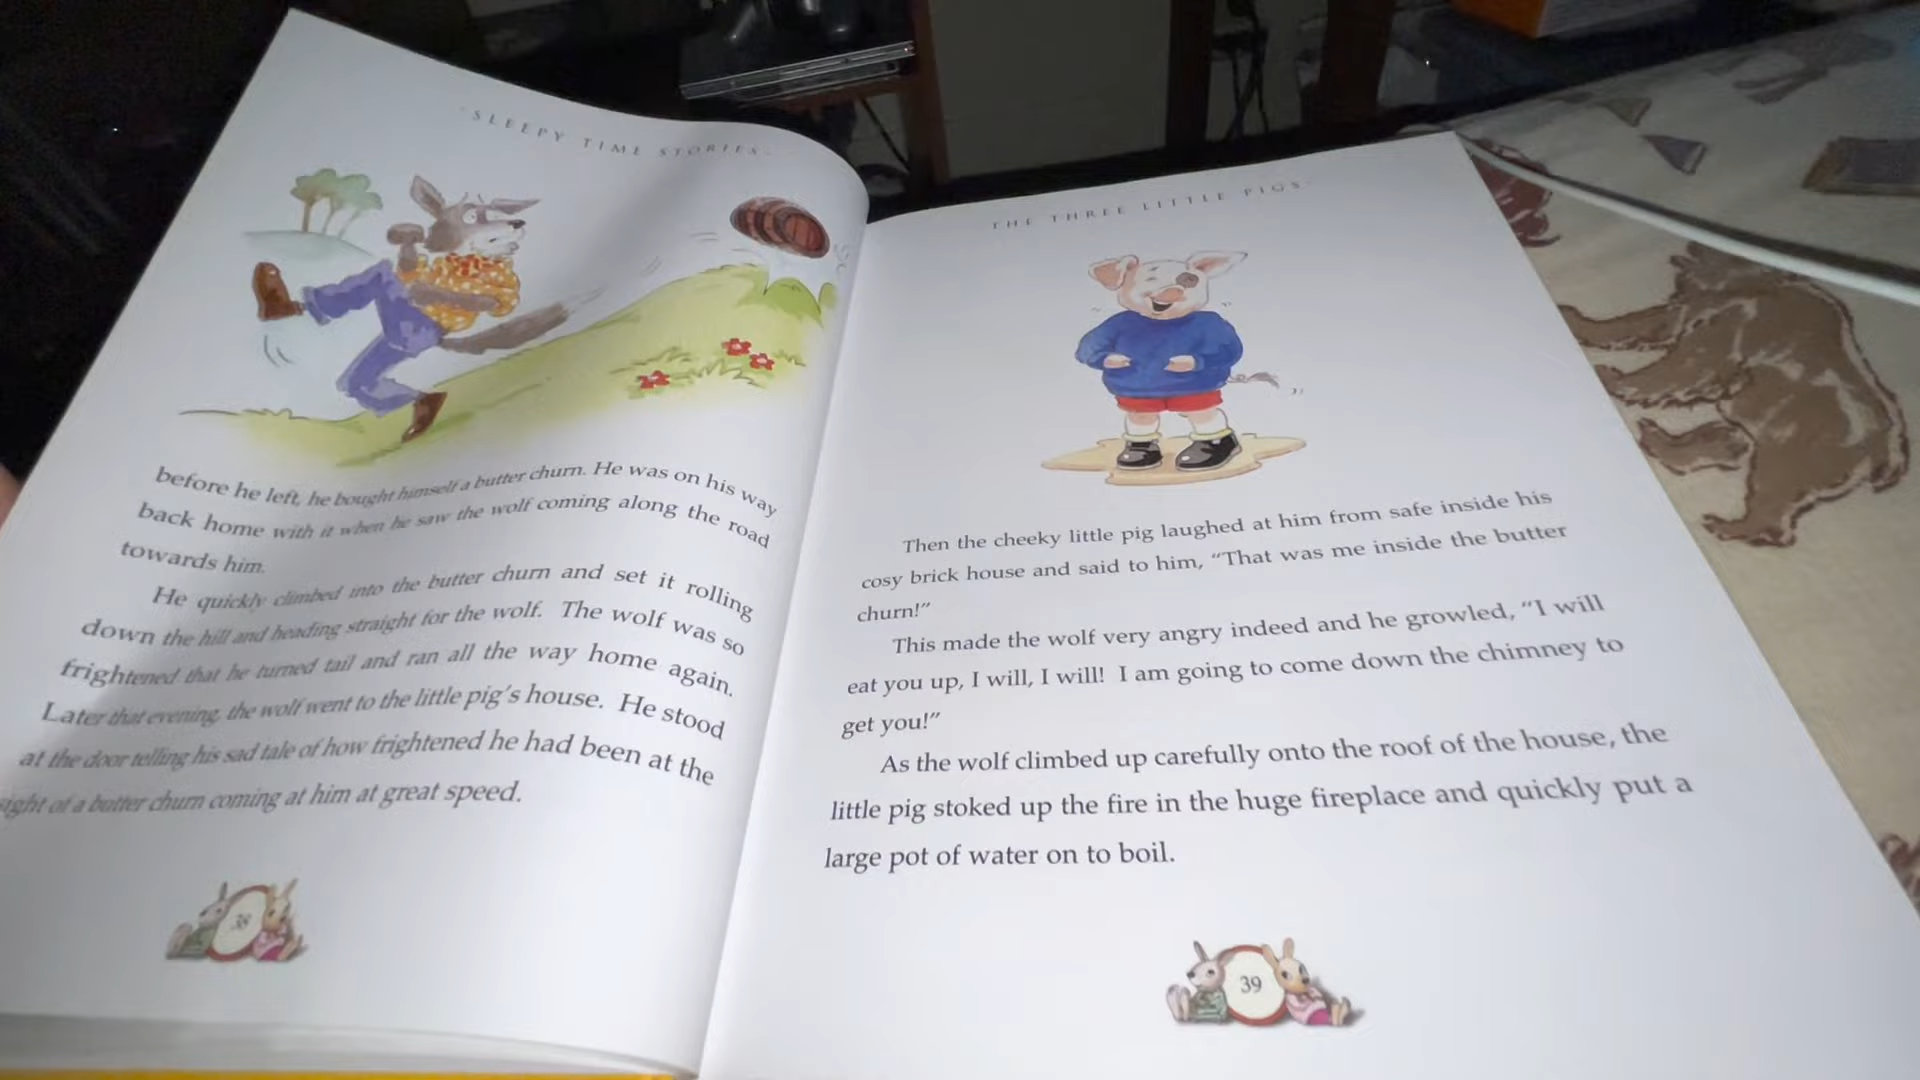 SLEEPY TIME STORIES
before he left, he bought himself a butter churn. He was on his way
back home with it when he saw the wolf coming along the road
towards him.
He quickly climbed into the butter churn and set it rolling
down the hill and heading straight for the wolf. The wolf was so
frightened that he turned tail and ran all the way home again.
Later that evening, the wolf went to the little pig's house. He stood
at the door telling his sad tale of how frightened he had been at the
sight of a butter churn coming at him at great speed.
38
THE THREE LITTLE PIGS
Then the cheeky little pig laughed at him from safe inside his
cosy brick house and said to him, “That was me inside the butter
churn!”
This made the wolf very angry indeed and he growled, “I will
eat you up, I will, I will! I am going to come down the chimney to
get you!”
As the wolf climbed up carefully onto the roof of the house, the
little pig stoked up the fire in the huge fireplace and quickly put a
large pot of water on to boil.
39